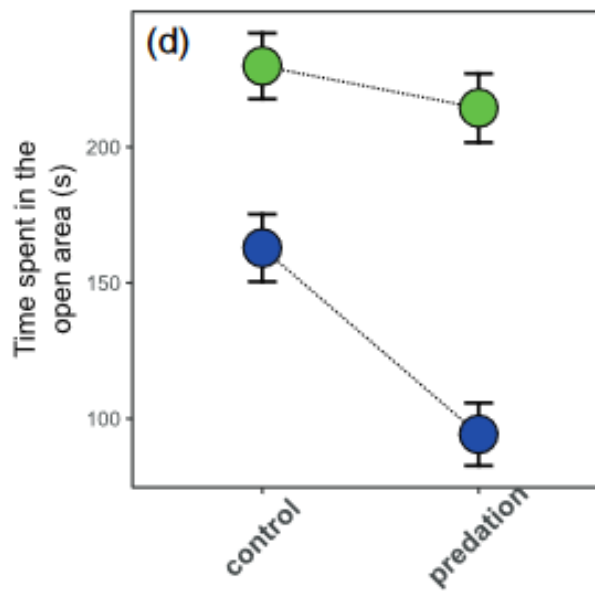 (d)
Time spent in the
open area (s)
200
150
100
control
predation